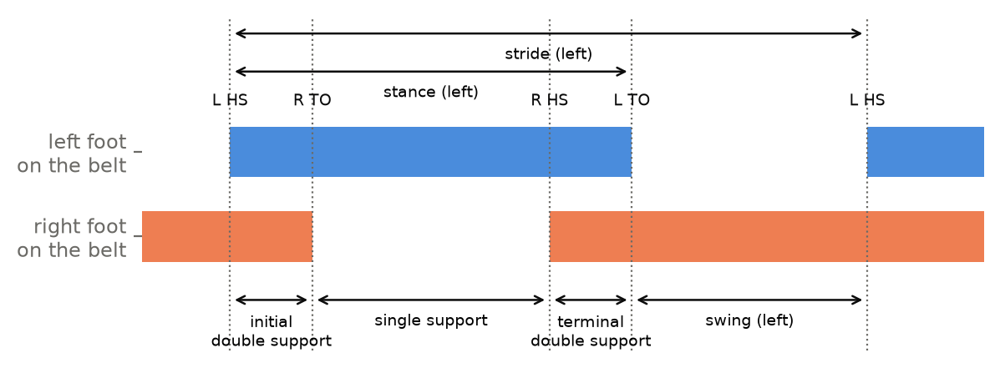 stride (left)
stance (left)
L HS
R TO
R HS
L TO
L HS
left foot
on the belt
right foot
on the belt
initial
double support
single support
terminal
double support
swing (left)